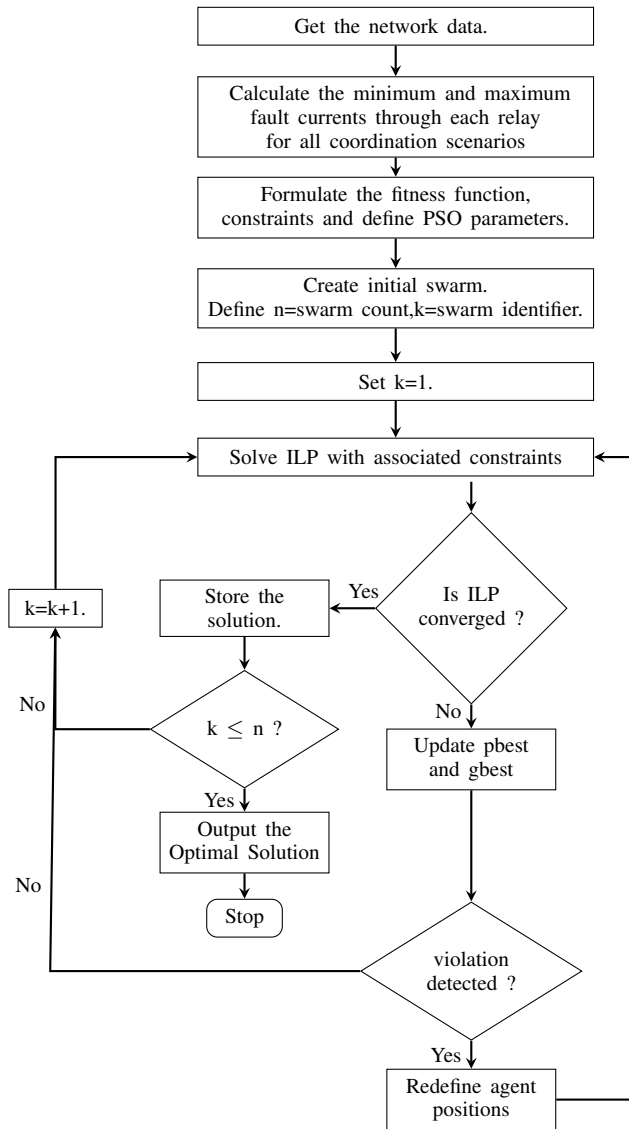 Get the network data.
Calculate the minimum and maximum
fault currents through each relay
for all coordination scenarios
Formulate the fitness function,
constraints and define PSO parameters.
Create initial swarm.
Define n=swarm count,k=swarm identifier.
Set k=1.
Solve ILP with associated constraints
Is ILP
converged ?
Yes
Store the
solution.
k=k+1.
No
k ≤ n ?
No
Update pbest
and gbest
Yes
Output the
Optimal Solution
Stop
No
violation
detected ?
Yes
Redefine agent
positions